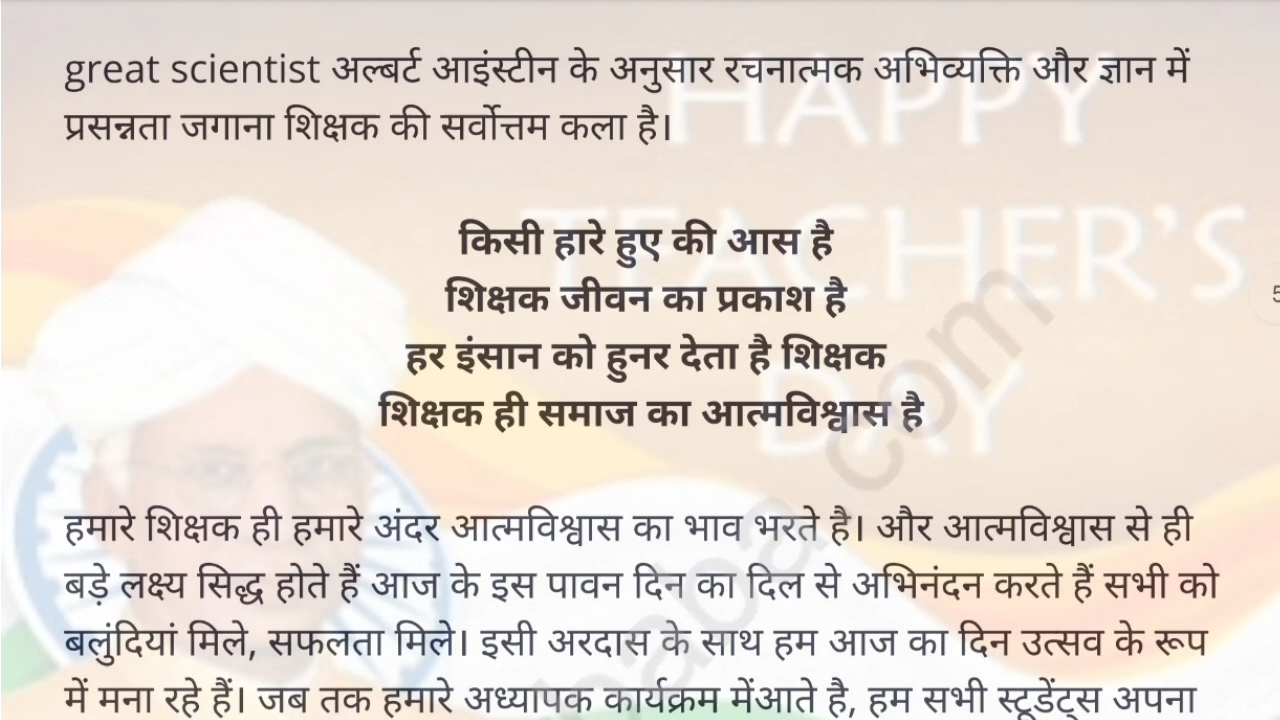 great scientist अल्बर्ट आइंस्टीन के अनुसार रचनात्मक अभिव्यक्ति और ज्ञान में
प्रसन्नता जगाना शिक्षक की सर्वोत्तम कला है।
HAPPY
TEACHER'S
DAY
किसी हारे हुए की आस है
शिक्षक जीवन का प्रकाश है
हर इंसान को हुनर देता है शिक्षक
शिक्षक ही समाज का आत्मविश्वास है
हमारे शिक्षक ही हमारे अंदर आत्मविश्वास का भाव भरते है। और आत्मविश्वास से ही
बड़े लक्ष्य सिद्ध होते हैं आज के इस पावन दिन का दिल से अभिनंदन करते हैं सभी को
बलुंदियां मिले, सफलता मिले। इसी अरदास के साथ हम आज का दिन उत्सव के रूप
में मना रहे हैं। जब तक हमारे अध्यापक कार्यक्रम मेंआते है, हम सभी स्टूडेंट्स अपना